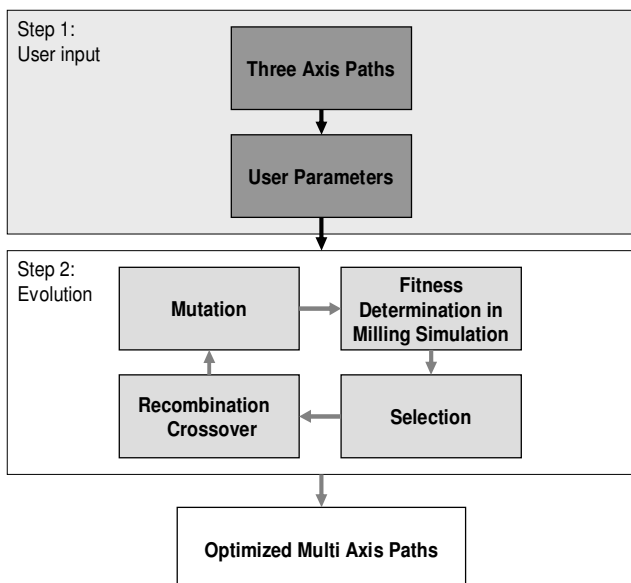 Step 1:
User input
Three Axis Paths
User Parameters
Step 2:
Evolution
Mutation
Fitness
Determination in
Milling Simulation
Recombination
Crossover
Selection
Optimized Multi Axis Paths